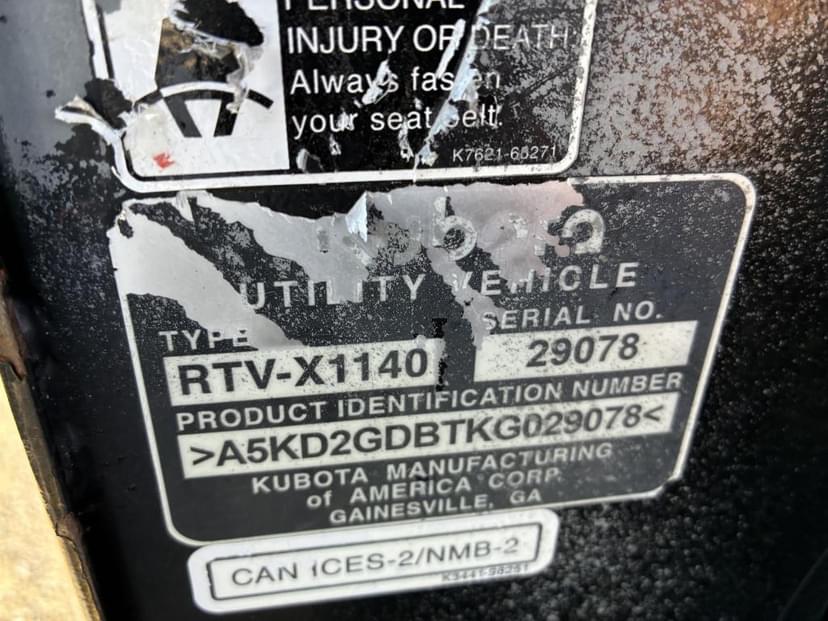 PERSONAL
INJURY OR DEATH
Always fasten
your seat belt.
K7621-65271
Kubota
UTILITY VEHICLE
TYPE
SERIAL NO.
RTV-X1140
29078
PRODUCT IDENTIFICATION NUMBER
>A5KD2GDBTKG029078<
KUBOTA MANUFACTURING
of AMERICA CORP.
GAINESVILLE, GA
CAN ICES-2/NMB-2